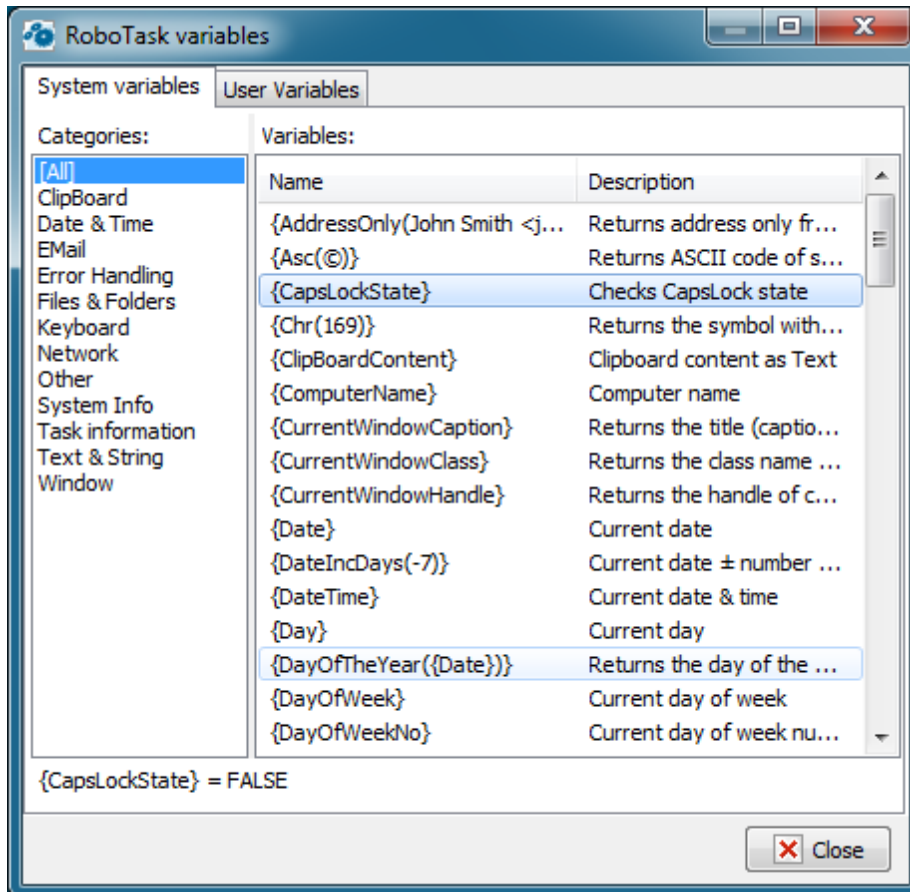 RoboTask variables
System variables
User Variables
Categories:
[All]
ClipBoard
Date & Time
EMail
Error Handling
Files & Folders
Keyboard
Network
Other
System Info
Task information
Text & String
Window
Variables:
Name Description
{AddressOnly(John Smith <j... Returns address only fr...
{Asc(©)} Returns ASCII code of s...
{CapsLockState} Checks CapsLock state
{Chr(169)} Returns the symbol with...
{ClipBoardContent} Clipboard content as Text
{ComputerName} Computer name
{CurrentWindowCaption} Returns the title (captio...
{CurrentWindowClass} Returns the class name ...
{CurrentWindowHandle} Returns the handle of c...
{Date} Current date
{DateIncDays(-7)} Current date ± number ...
{DateTime} Current date & time
{Day} Current day
{DayOfTheYear({Date})} Returns the day of the ...
{DayOfWeek} Current day of week
{DayOfWeekNo} Current day of week nu...
{CapsLockState} = FALSE
Close